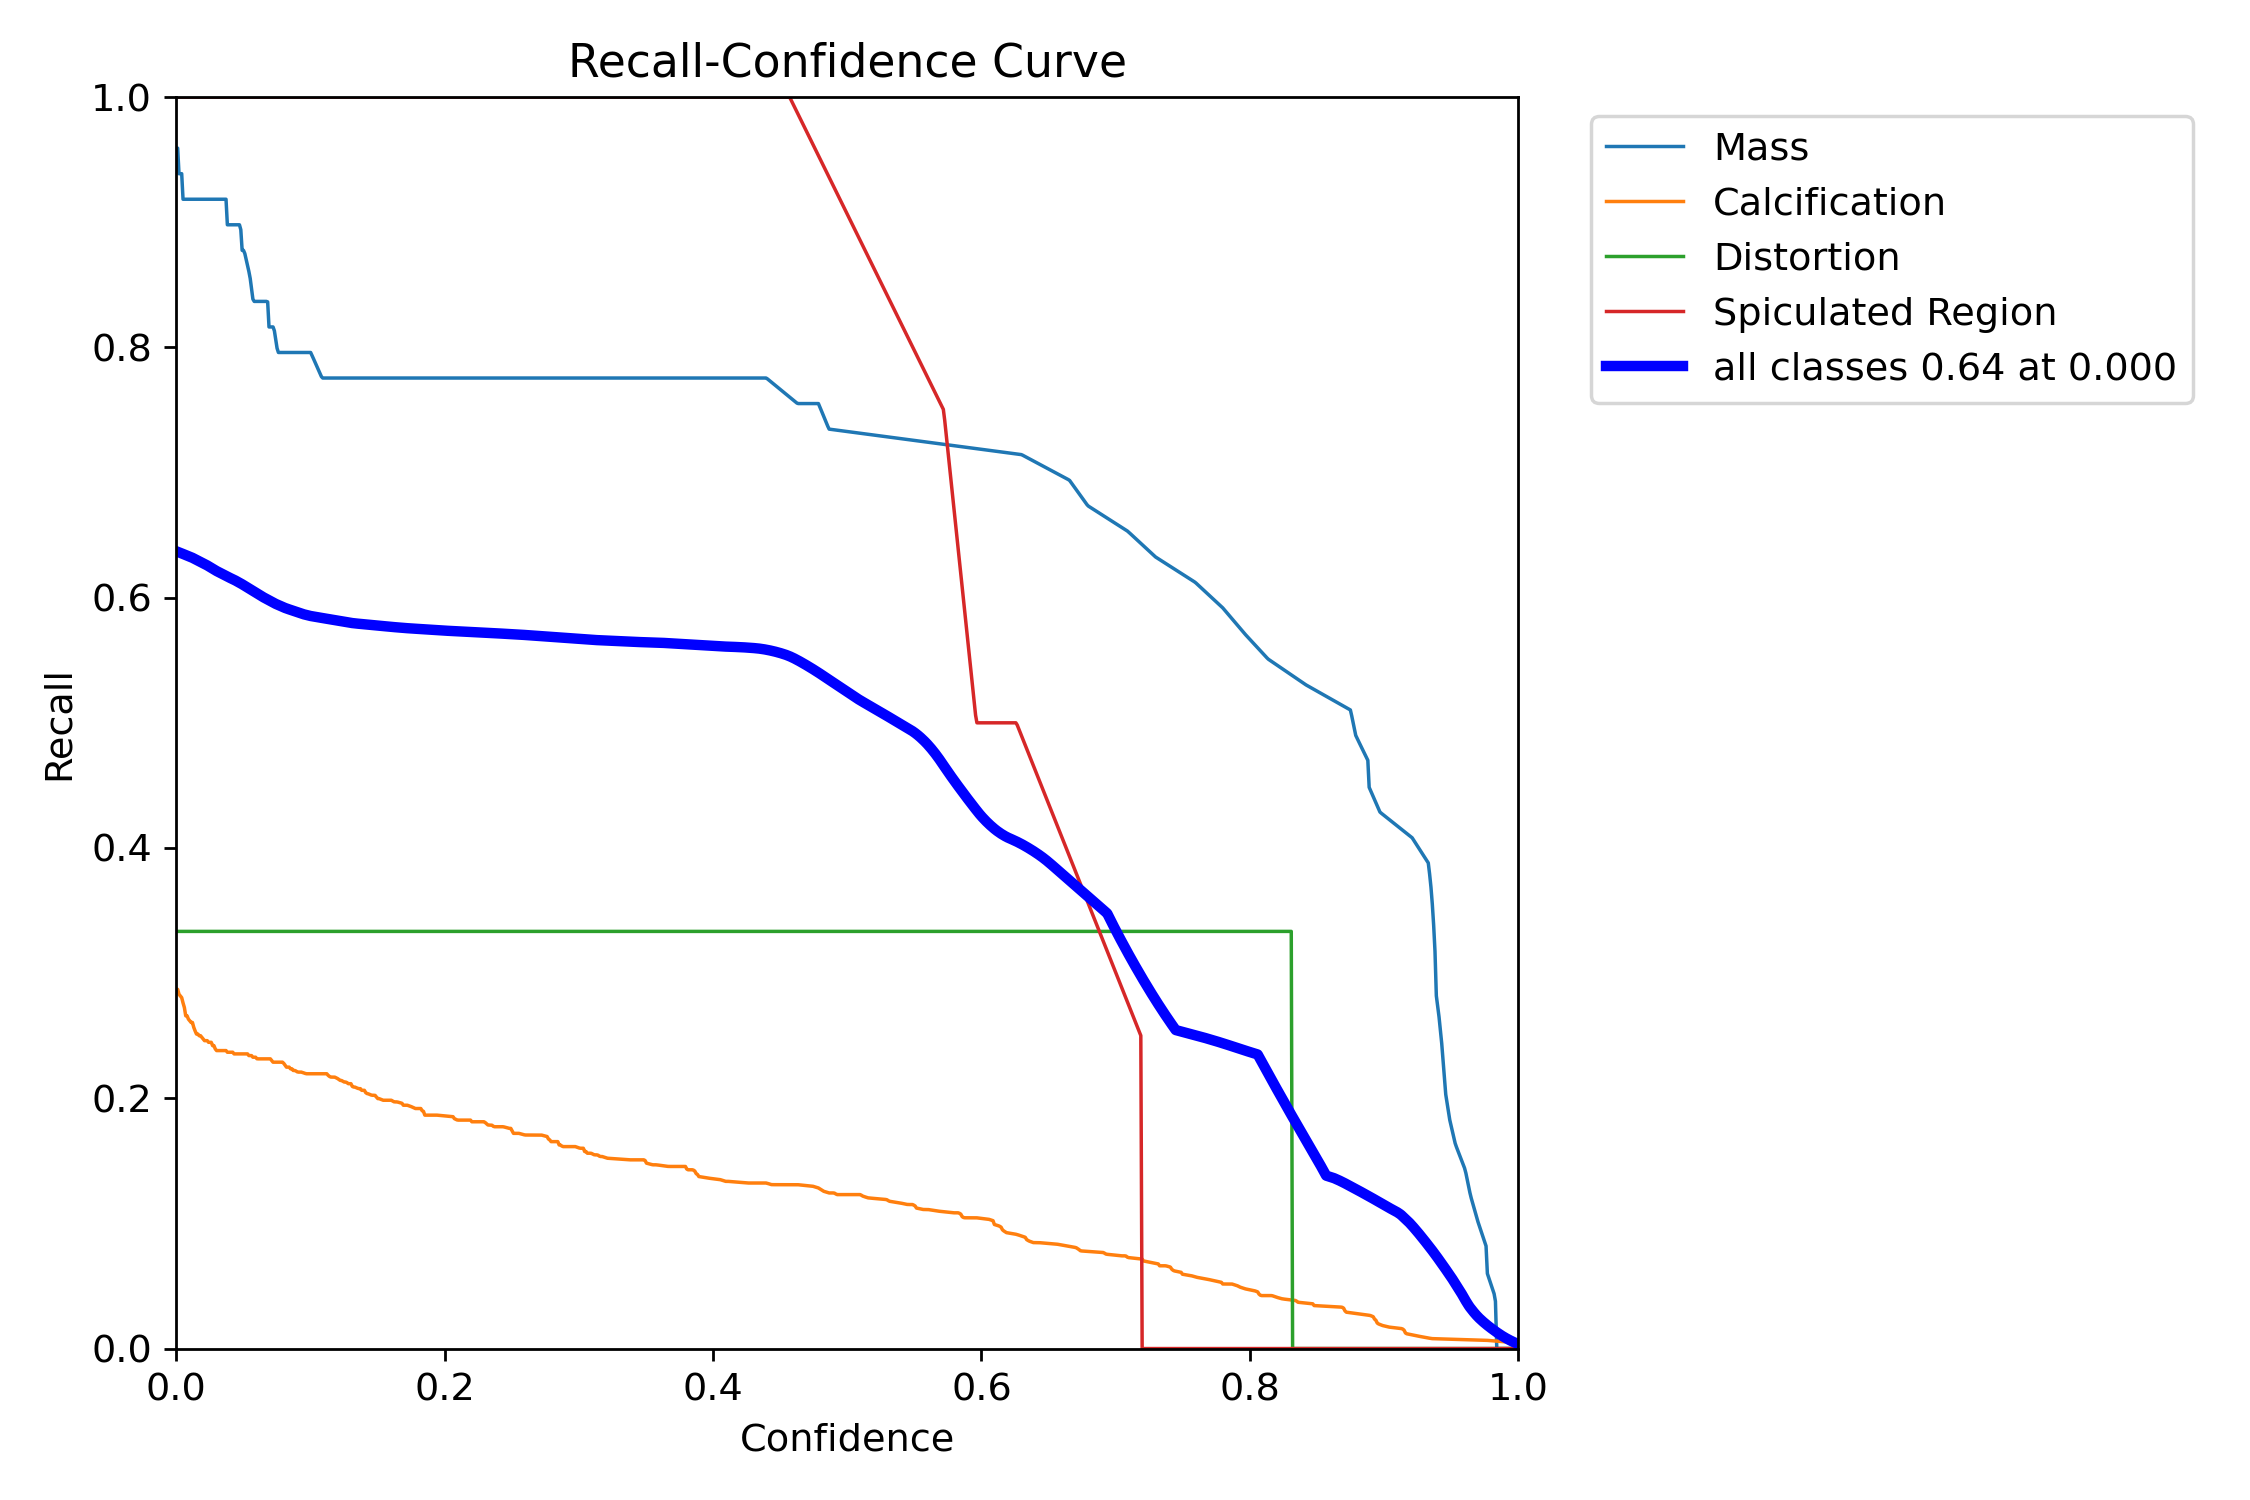 Recall-Confidence Curve
1.0
0.8
0.6
0.4
0.2
0.0
Recall
0.0 0.2 0.4 0.6 0.8 1.0
Confidence
Mass
Calcification
Distortion
Spiculated Region
all classes 0.64 at 0.000